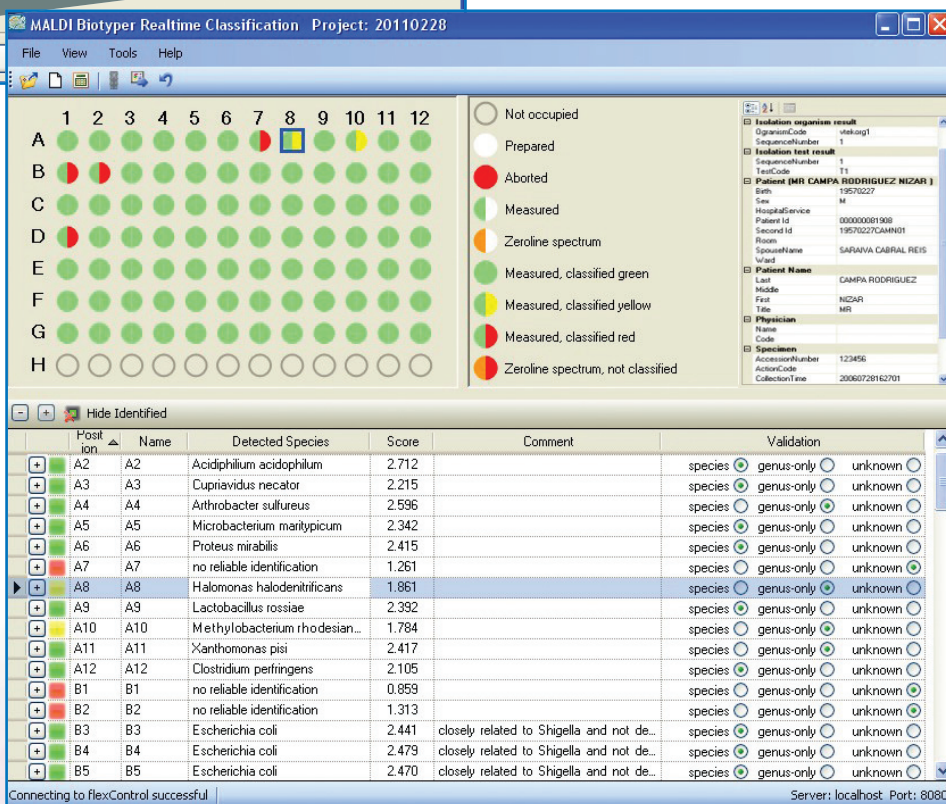 MALDI Biotyper Realtime Classification Project: 20110228
File View Tools Help
1 2 3 4 5 6 7 8 9 10 11 12
A
B
C
D
E
F
G
H
Not occupied
Prepared
Aborted
Measured
Zeroline spectrum
Measured, classified green
Measured, classified yellow
Measured, classified red
Zeroline spectrum, not classified
Isolation organism result
OgranismCode vtekorg1
SequenceNumber 1
Isolation test result
SequenceNumber 1
TestCode T1
Patient (MR CAMPA RODRIGUEZ NIZAR )
Birth 19570227
Sex M
HospitalService
Patient Id 000000081908
Second Id 19570227CAMN01
Room
SpouseName SARAIVA CABRAL REIS
Ward
Patient Name
Last CAMPA RODRIGUEZ
Middle
First NIZAR
Title MR
Physician
Name
Code
Specimen
AccessionNumber 123456
ActionCode
CollectionTime 20060728162701
Hide Identified
Posit
ion Name Detected Species Score Comment Validation
A2 A2 Acidiphilium acidophilum 2.712 species genus-only unknown
A3 A3 Cupriavidus necator 2.215 species genus-only unknown
A4 A4 Arthrobacter sulfureus 2.596 species genus-only unknown
A5 A5 Microbacterium maritypicum 2.342 species genus-only unknown
A6 A6 Proteus mirabilis 2.415 species genus-only unknown
A7 A7 no reliable identification 1.261 species genus-only unknown
A8 A8 Halomonas halodenitrificans 1.861 species genus-only unknown
A9 A9 Lactobacillus rossiae 2.392 species genus-only unknown
A10 A10 Methylobacterium rhodesian... 1.784 species genus-only unknown
A11 A11 Xanthomonas pisi 2.417 species genus-only unknown
A12 A12 Clostridium perfringens 2.105 species genus-only unknown
B1 B1 no reliable identification 0.859 species genus-only unknown
B2 B2 no reliable identification 1.313 species genus-only unknown
B3 B3 Escherichia coli 2.441 closely related to Shigella and not de... species genus-only unknown
B4 B4 Escherichia coli 2.479 closely related to Shigella and not de... species genus-only unknown
B5 B5 Escherichia coli 2.470 closely related to Shigella and not de... species genus-only unknown
Connecting to flexControl successful Server: localhost Port: 8080